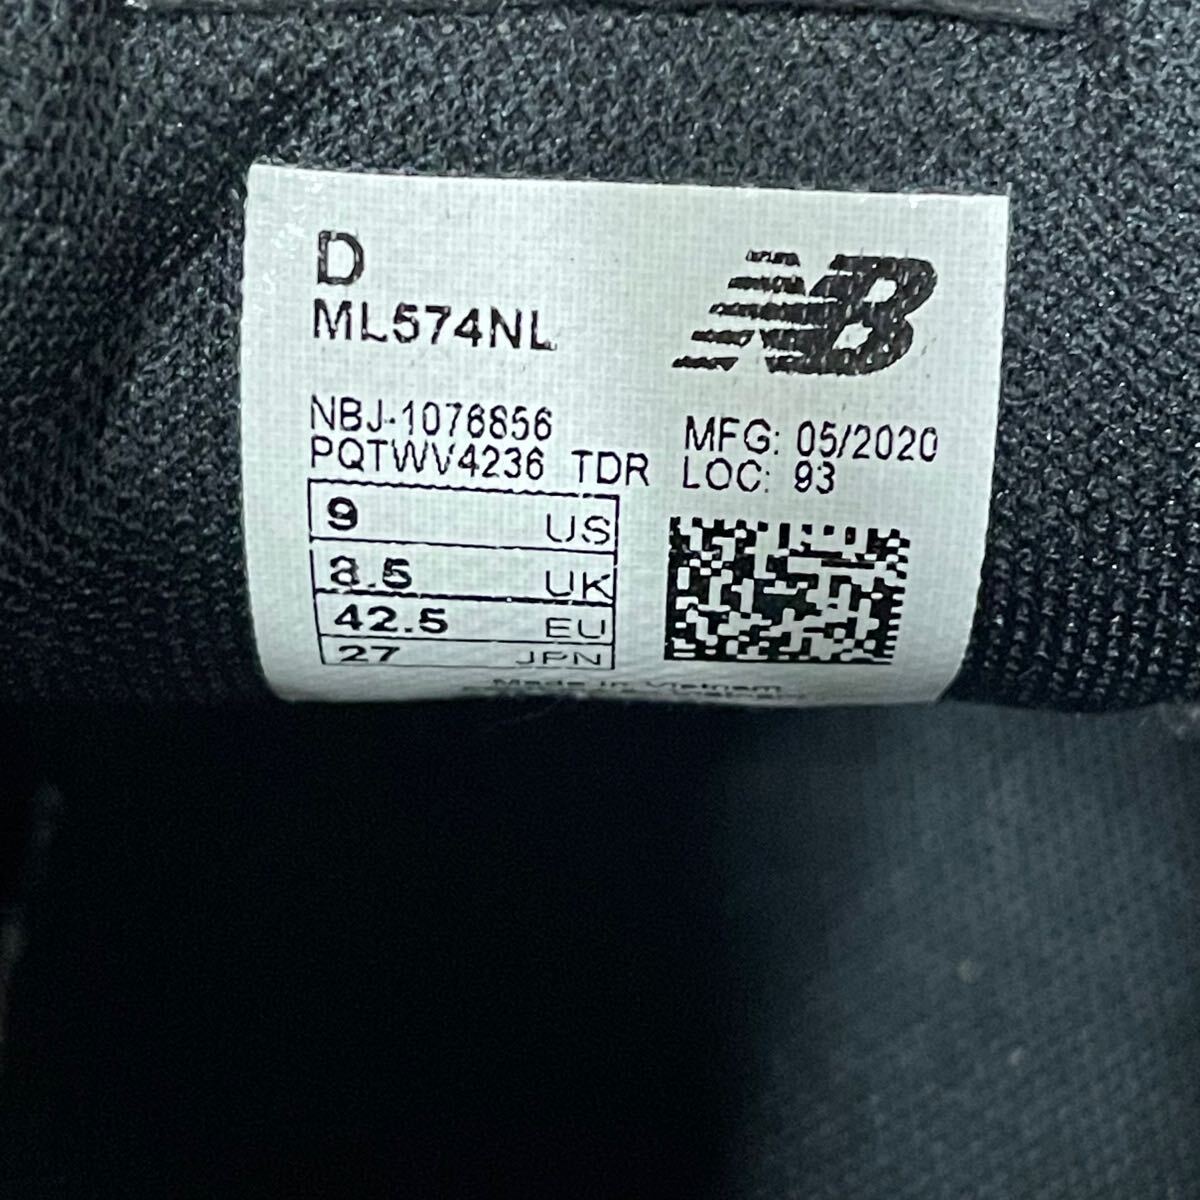 D
ML574NL
NB
NBJ-1076856
PQTWV4236 TDR
MFG: 05/2020
LOC: 93
9 US
8.5 UK
42.5 EU
27 JPN
Made in Vietnam